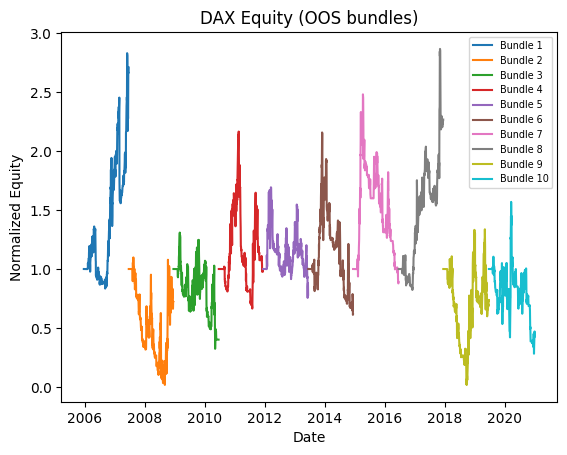 DAX Equity (OOS bundles)
3.0
2.5
2.0
1.5
1.0
0.5
0.0
Normalized Equity
Bundle 1
Bundle 2
Bundle 3
Bundle 4
Bundle 5
Bundle 6
Bundle 7
Bundle 8
Bundle 9
Bundle 10
2006 2008 2010 2012 2014 2016 2018 2020
Date